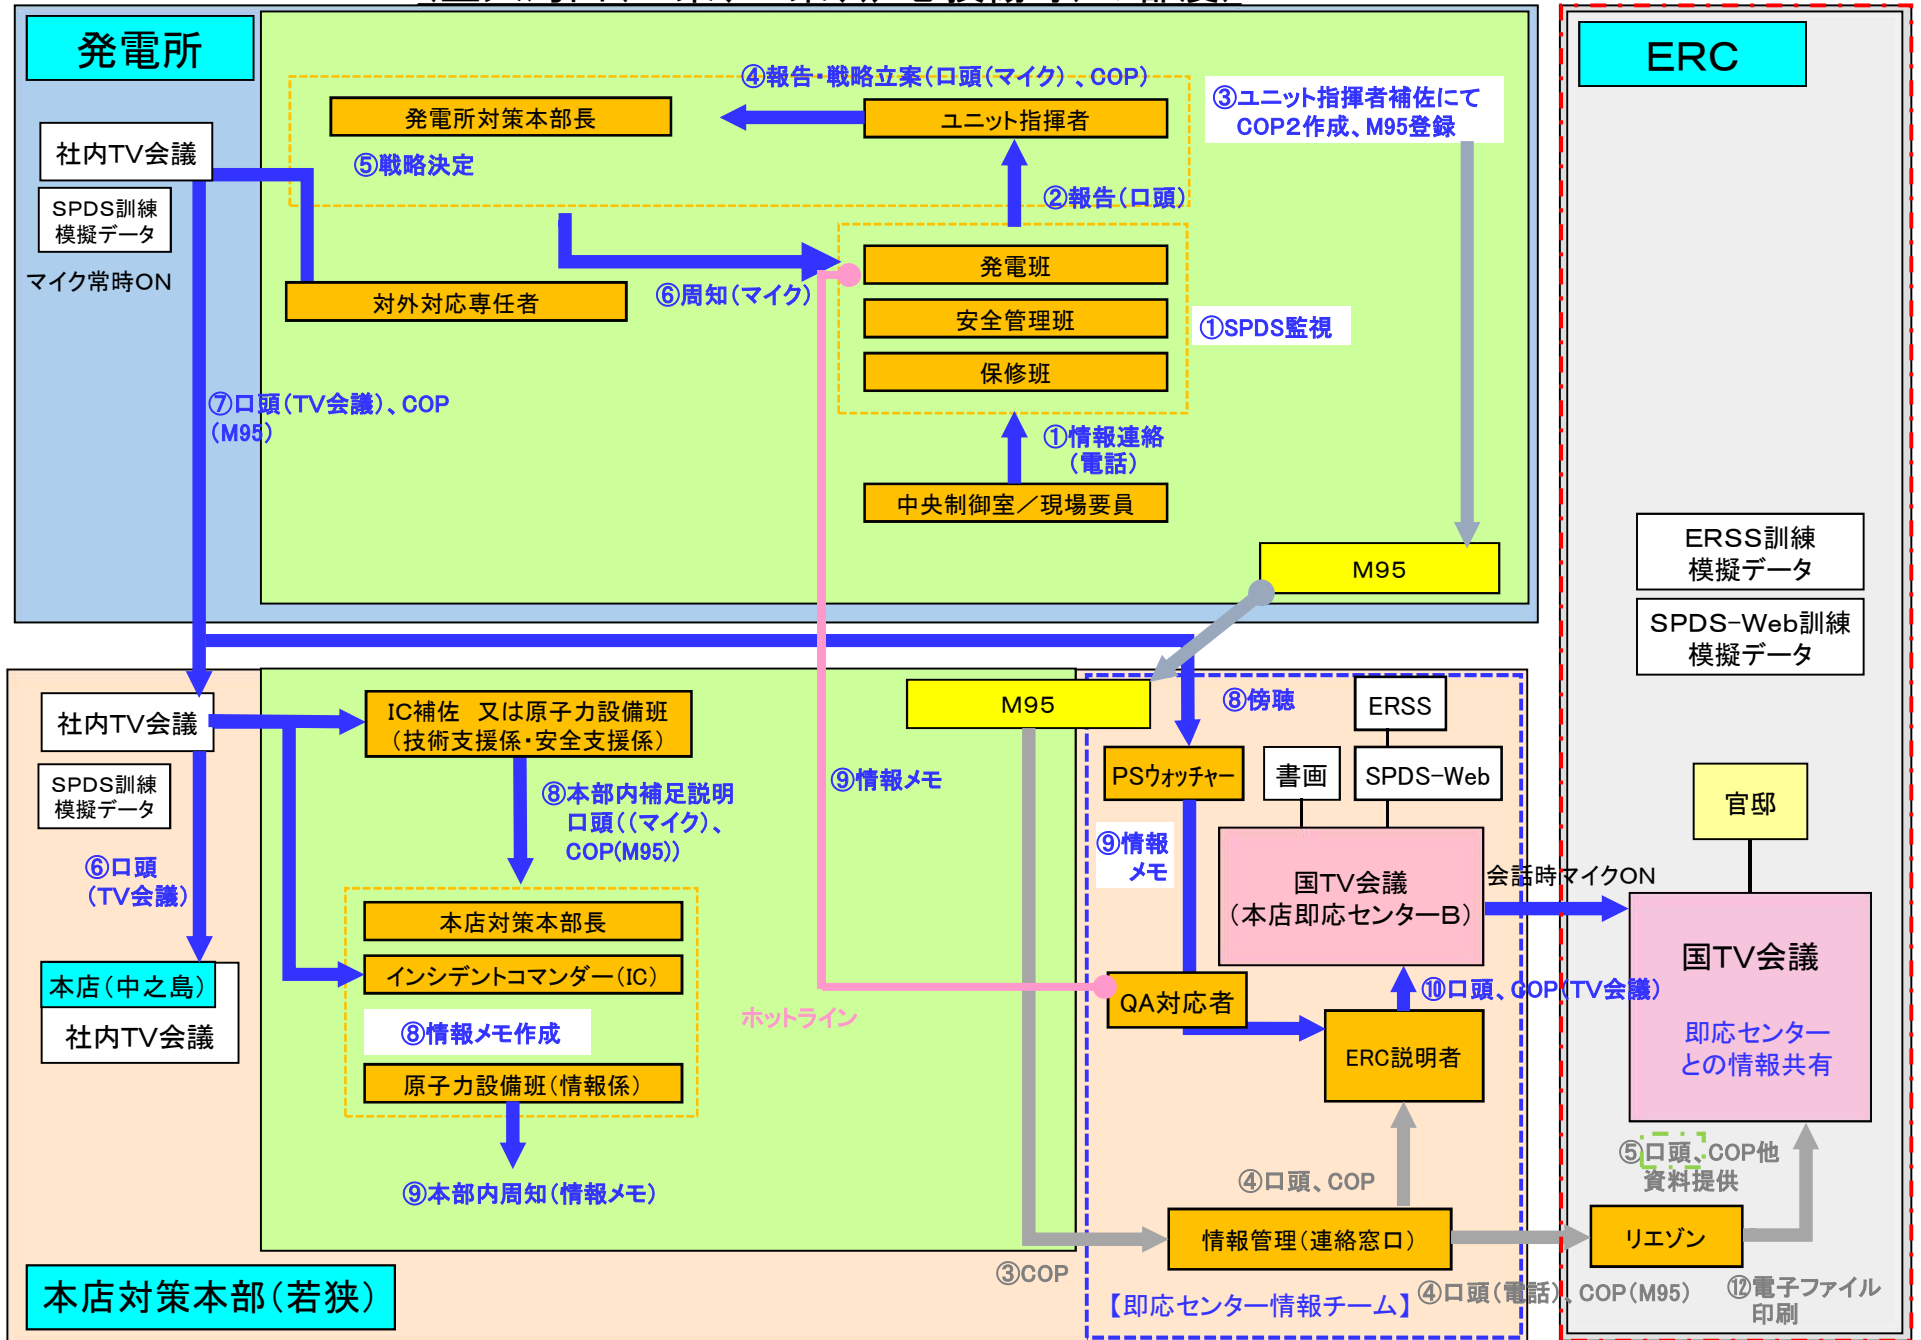 発電所
④報告・戦略立案(口頭(マイク)、COP)
発電所対策本部長
ユニット指揮者
③ユニット指揮者補佐にて
COP2作成、M95登録
社内TV会議
⑤戦略決定
SPDS訓練
模擬データ
②報告(口頭)
マイク常時ON
対外対応専任者
⑥周知(マイク)
発電班
安全管理班
保修班
①SPDS監視
⑦口頭(TV会議)、COP
(M95)
①情報連絡
(電話)
中央制御室／現場要員
M95
ERC
ERSS訓練
模擬データ
SPDS-Web訓練
模擬データ
官邸
国TV会議
即応センター
との情報共有
⑤口頭、COP他
資料提供
リエゾン
⑫電子ファイル
印刷
社内TV会議
SPDS訓練
模擬データ
⑥口頭
(TV会議)
本店(中之島)
社内TV会議
IC補佐　又は原子力設備班
(技術支援係・安全支援係)
⑧本部内補足説明
口頭((マイク)、
COP(M95))
本店対策本部長
インシデントコマンダー(IC)
⑧情報メモ作成
原子力設備班(情報係)
⑨本部内周知(情報メモ)
本店対策本部(若狭)
M95
⑨情報メモ
ホットライン
③COP
⑧傍聴
ERSS
PSウォッチャー
書画
SPDS-Web
⑨情報
メモ
国TV会議
(本店即応センターB)
会話時マイクON
QA対応者
⑩口頭、COP(TV会議)
ERC説明者
④口頭、COP
情報管理(連絡窓口)
【即応センター情報チーム】
④口頭(電話)、COP(M95)